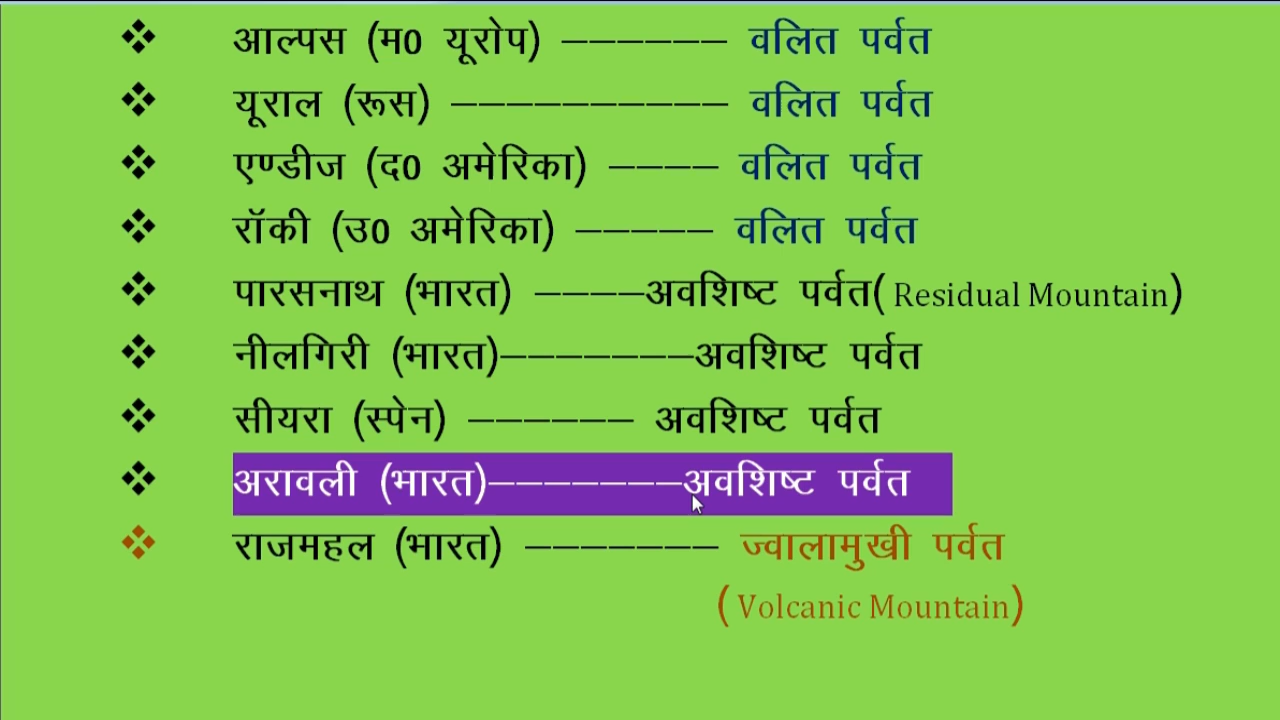 ❖ आल्पस (म0 यूरोप) ------ वलित पर्वत
❖ यूराल (रूस) ---------- वलित पर्वत
❖ एण्डीज (द0 अमेरिका) ---- वलित पर्वत
❖ रॉकी (उ0 अमेरिका) ----- वलित पर्वत
❖ पारसनाथ (भारत) ----अवशिष्ट पर्वत( Residual Mountain)
❖ नीलगिरी (भारत)-------अवशिष्ट पर्वत
❖ सीयरा (स्पेन) ------ अवशिष्ट पर्वत
❖ अरावली (भारत)-------अवशिष्ट पर्वत
❖ राजमहल (भारत) ------- ज्वालामुखी पर्वत
( Volcanic Mountain)